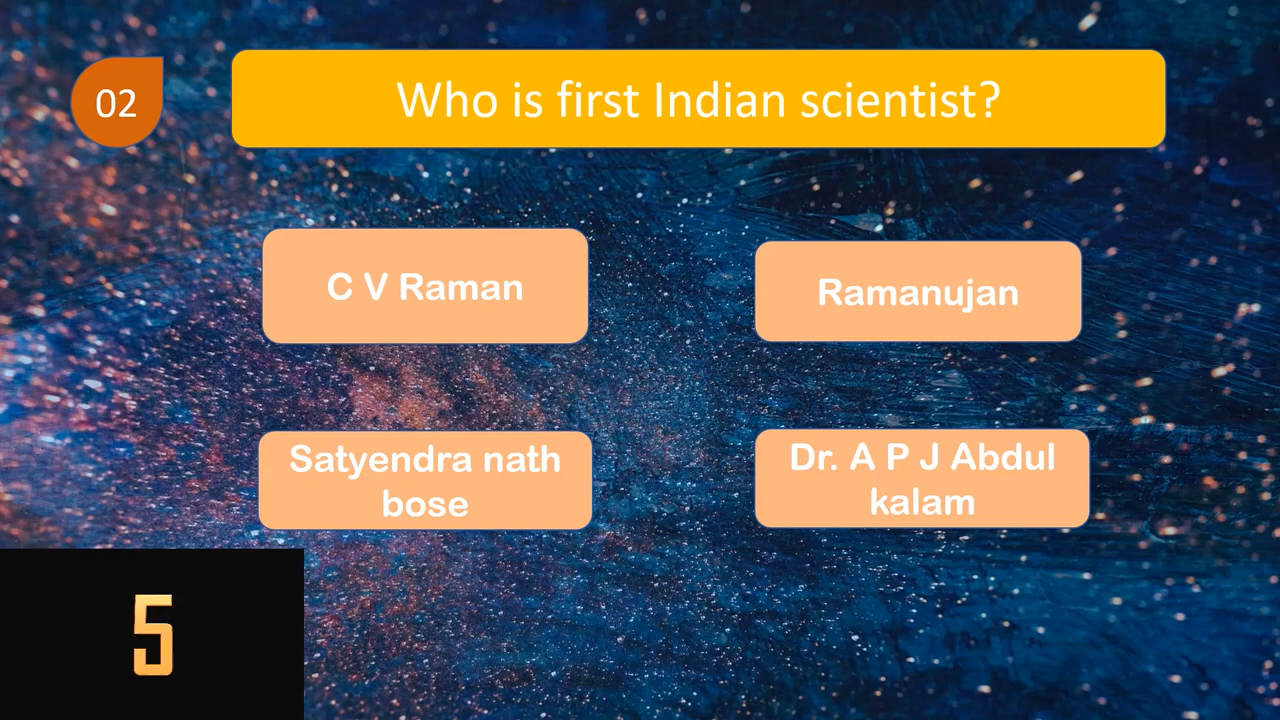 02
Who is first Indian scientist?
C V Raman
Ramanujan
Satyendra nath
bose
Dr. A P J Abdul
kalam
5